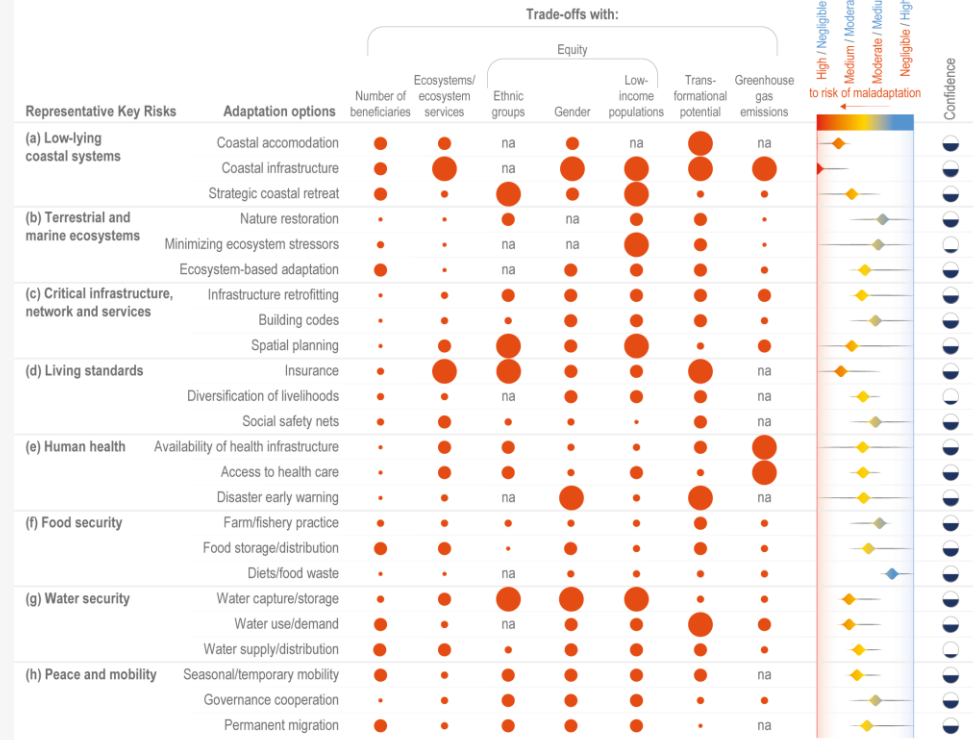 Trade-offs with:
Equity
Representative Key Risks
Adaptation options
Number of
beneficiaries
Ecosystems/
ecosystem
services
Ethnic
groups
Gender
Low-
income
populations
Trans-
formational
potential
Greenhouse
gas
emissions
High / Negligible
Medium / Modera
Moderate / Mediu
Negligible / High
to risk of maladaptation
Confidence
(a) Low-lying
coastal systems
Coastal accomodation na na na
Coastal infrastructure na
Strategic coastal retreat
(b) Terrestrial and
marine ecosystems
Nature restoration na
Minimizing ecosystem stressors na na
Ecosystem-based adaptation na
(c) Critical infrastructure,
network and services
Infrastructure retrofitting
Building codes
Spatial planning
(d) Living standards
Insurance na
Diversification of livelihoods na na
Social safety nets na
(e) Human health
Availability of health infrastructure
Access to health care
Disaster early warning na na
(f) Food security
Farm/fishery practice
Food storage/distribution
Diets/food waste na
(g) Water security
Water capture/storage
Water use/demand na
Water supply/distribution
(h) Peace and mobility
Seasonal/temporary mobility na
Governance cooperation
Permanent migration na